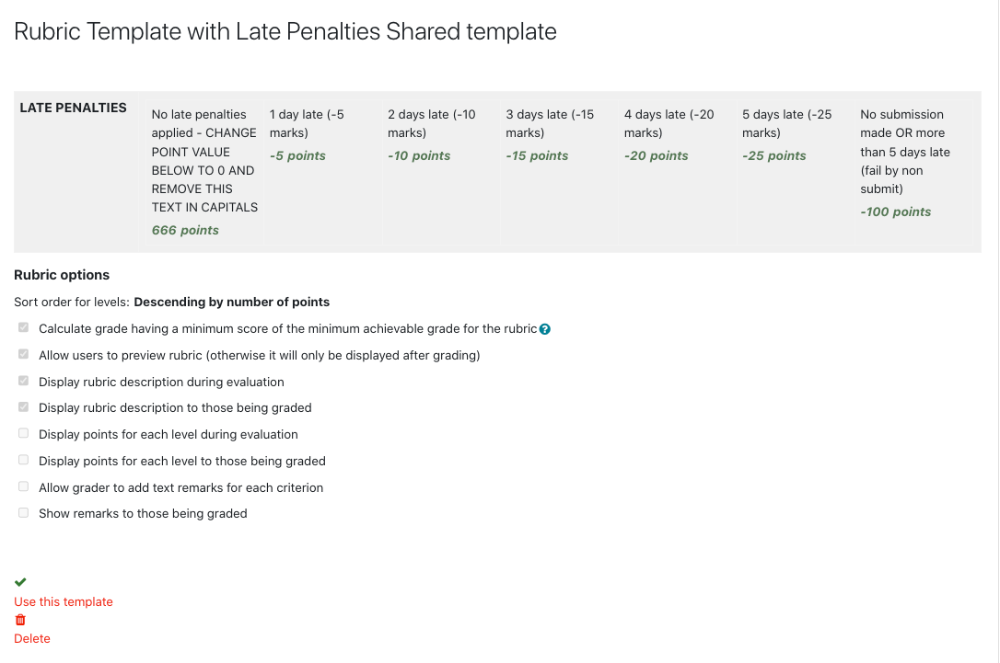 Rubric Template with Late Penalties Shared template
LATE PENALTIES
No late penalties
applied - CHANGE
POINT VALUE
BELOW TO 0 AND
REMOVE THIS
TEXT IN CAPITALS
666 points
1 day late (-5
marks)
-5 points
2 days late (-10
marks)
-10 points
3 days late (-15
marks)
-15 points
4 days late (-20
marks)
-20 points
5 days late (-25
marks)
-25 points
No submission
made OR more
than 5 days late
(fail by non
submit)
-100 points
Rubric options
Sort order for levels: Descending by number of points
Calculate grade having a minimum score of the minimum achievable grade for the rubric
Allow users to preview rubric (otherwise it will only be displayed after grading)
Display rubric description during evaluation
Display rubric description to those being graded
Display points for each level during evaluation
Display points for each level to those being graded
Allow grader to add text remarks for each criterion
Show remarks to those being graded
Use this template
Delete